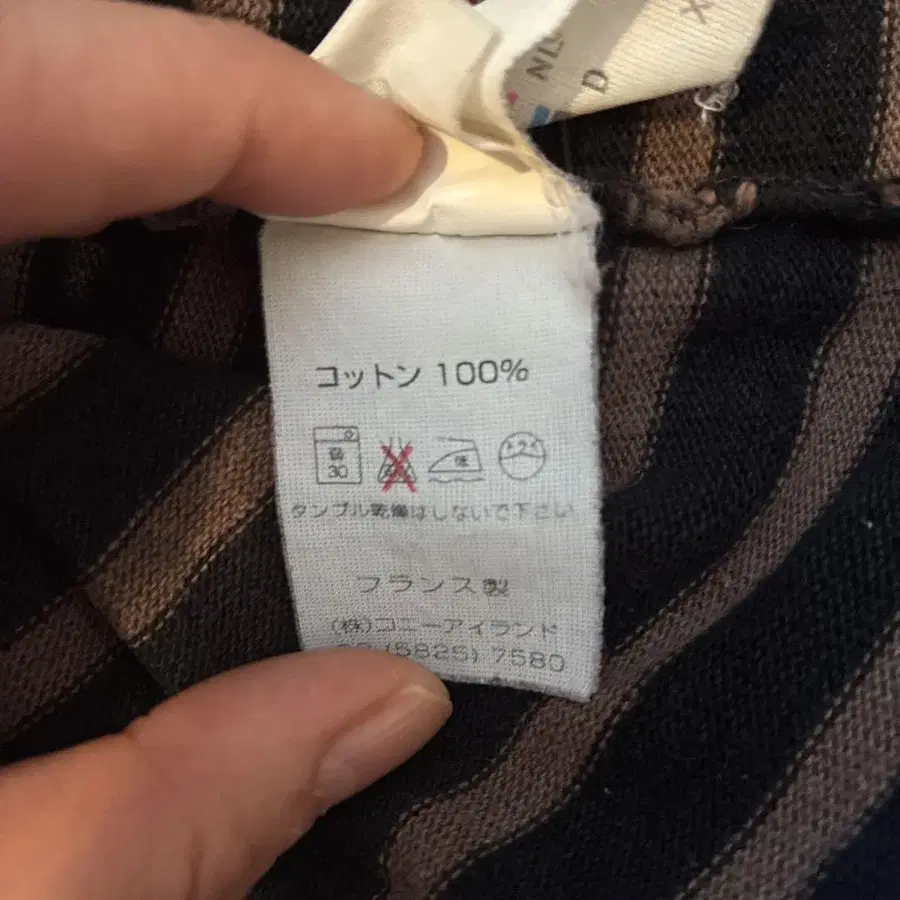 X
D
コットン 100%
30
タンブル乾燥はしないで下さい
フランス製
(株)コエーアイランド
(5825) 7580